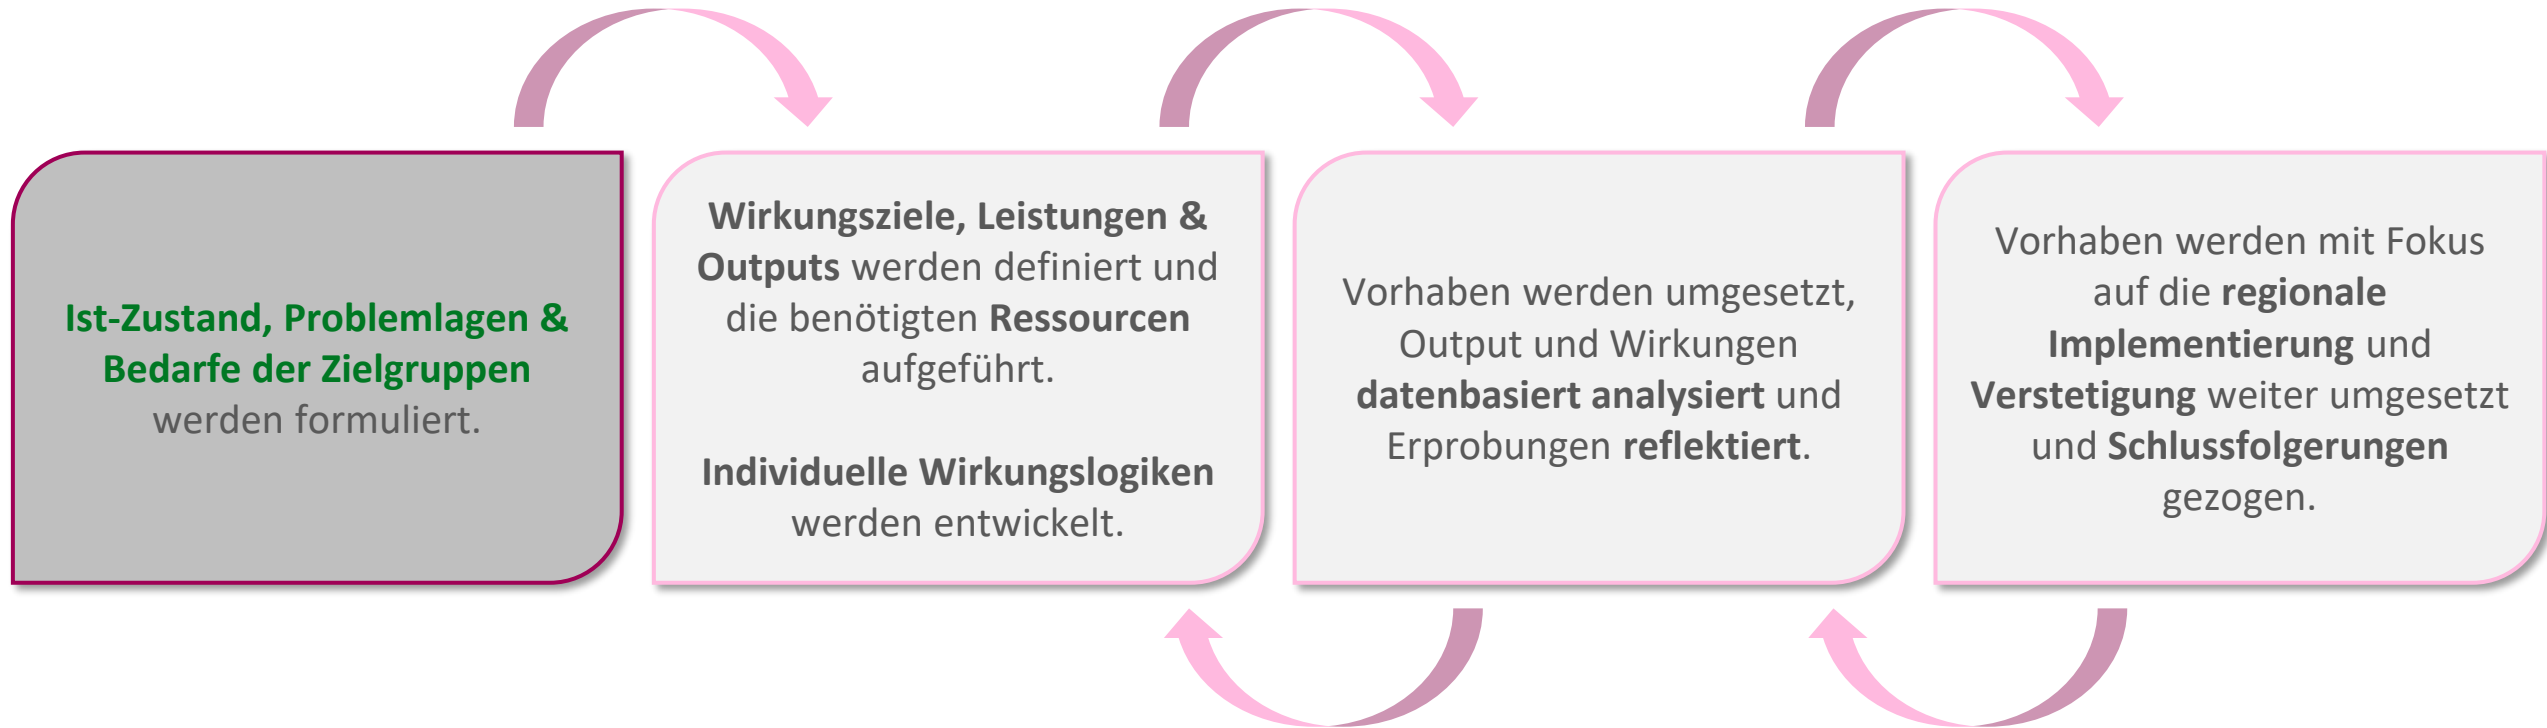 Ist-Zustand, Problemlagen &
Bedarfe der Zielgruppen
werden formuliert.
Wirkungsziele, Leistungen &
Outputs werden definiert und
die benötigten Ressourcen
aufgeführt.
Individuelle Wirkungslogiken
werden entwickelt.
Vorhaben werden umgesetzt,
Output und Wirkungen
datenbasiert analysiert und
Erprobungen reflektiert.
Vorhaben werden mit Fokus
auf die regionale
Implementierung und
Verstetigung weiter umgesetzt
und Schlussfolgerungen
gezogen.